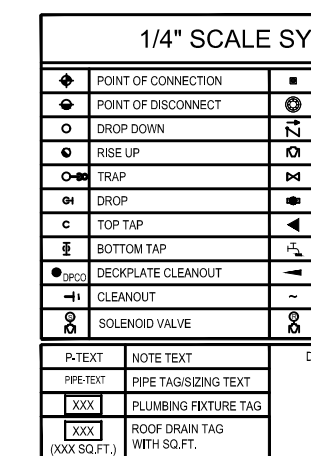 1/4" SCALE SY
POINT OF CONNECTION
POINT OF DISCONNECT
DROP DOWN
RISE UP
TRAP
DROP
C TOP TAP
BOTTOM TAP
DPCO DECKPLATE CLEANOUT
CLEANOUT
~
SOLENOID VALVE
P-TEXT NOTE TEXT
PIPE-TEXT PIPE TAG/SIZING TEXT
XXX PLUMBING FIXTURE TAG
XXX ROOF DRAIN TAG
(XXX SQ.FT.) WITH SQ.FT.